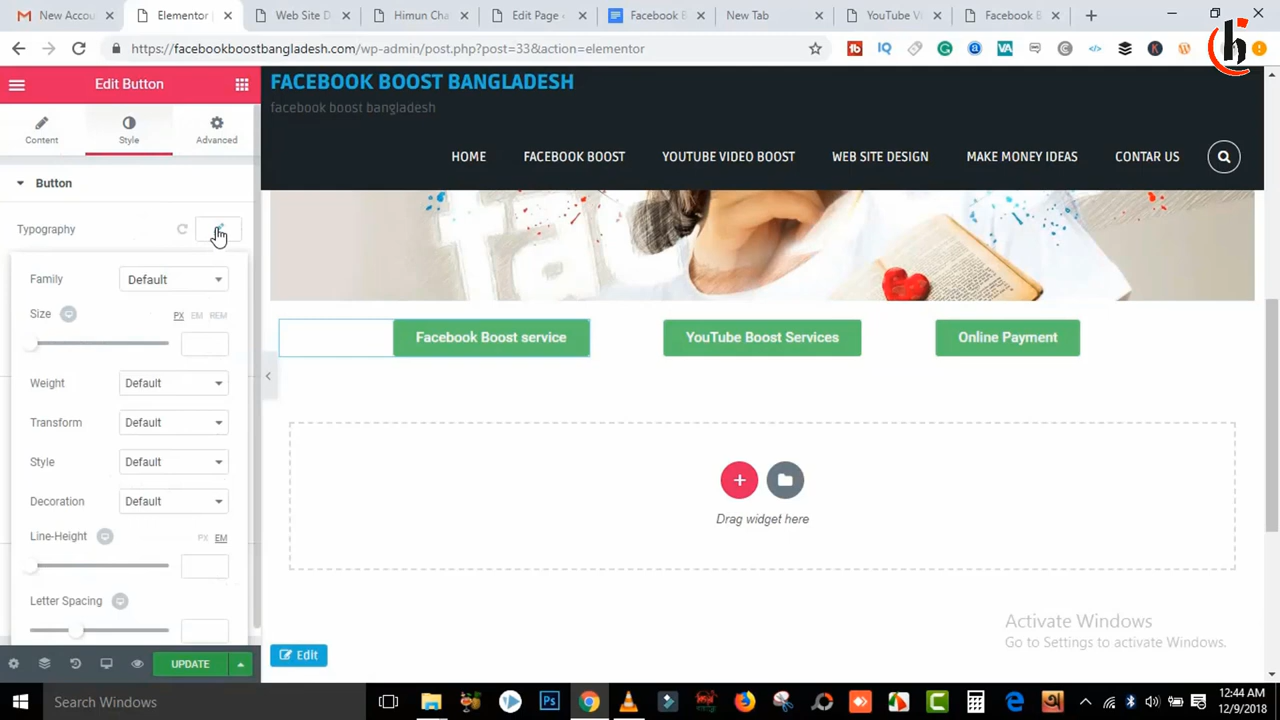 New Accou
Elementor
Web Site D
Himun Cha
Edit Page
Facebook B
New Tab
YouTube Vi
Facebook B
https://facebookboostbangladesh.com/wp-admin/post.php?post=33&action=elementor
Edit Button
Content
Style
Advanced
Button
Typography
Family
Default
Size
PX EM REM
Weight
Default
Transform
Default
Style
Default
Decoration
Default
Line-Height
PX EM
Letter Spacing
UPDATE
FACEBOOK BOOST BANGLADESH
facebook boost bangladesh
HOME FACEBOOK BOOST YOUTUBE VIDEO BOOST WEB SITE DESIGN MAKE MONEY IDEAS CONTAR US
Facebook Boost service
YouTube Boost Services
Online Payment
Drag widget here
Edit
Activate Windows
Go to Settings to activate Windows.
Search Windows
12:44 AM
12/9/2018